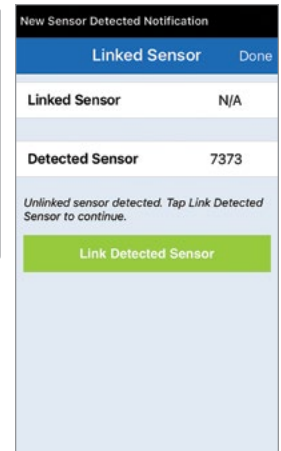 New Sensor Detected Notification
Linked Sensor Done
Linked Sensor N/A
Detected Sensor 7373
Unlinked sensor detected. Tap Link Detected
Sensor to continue.
Link Detected Sensor